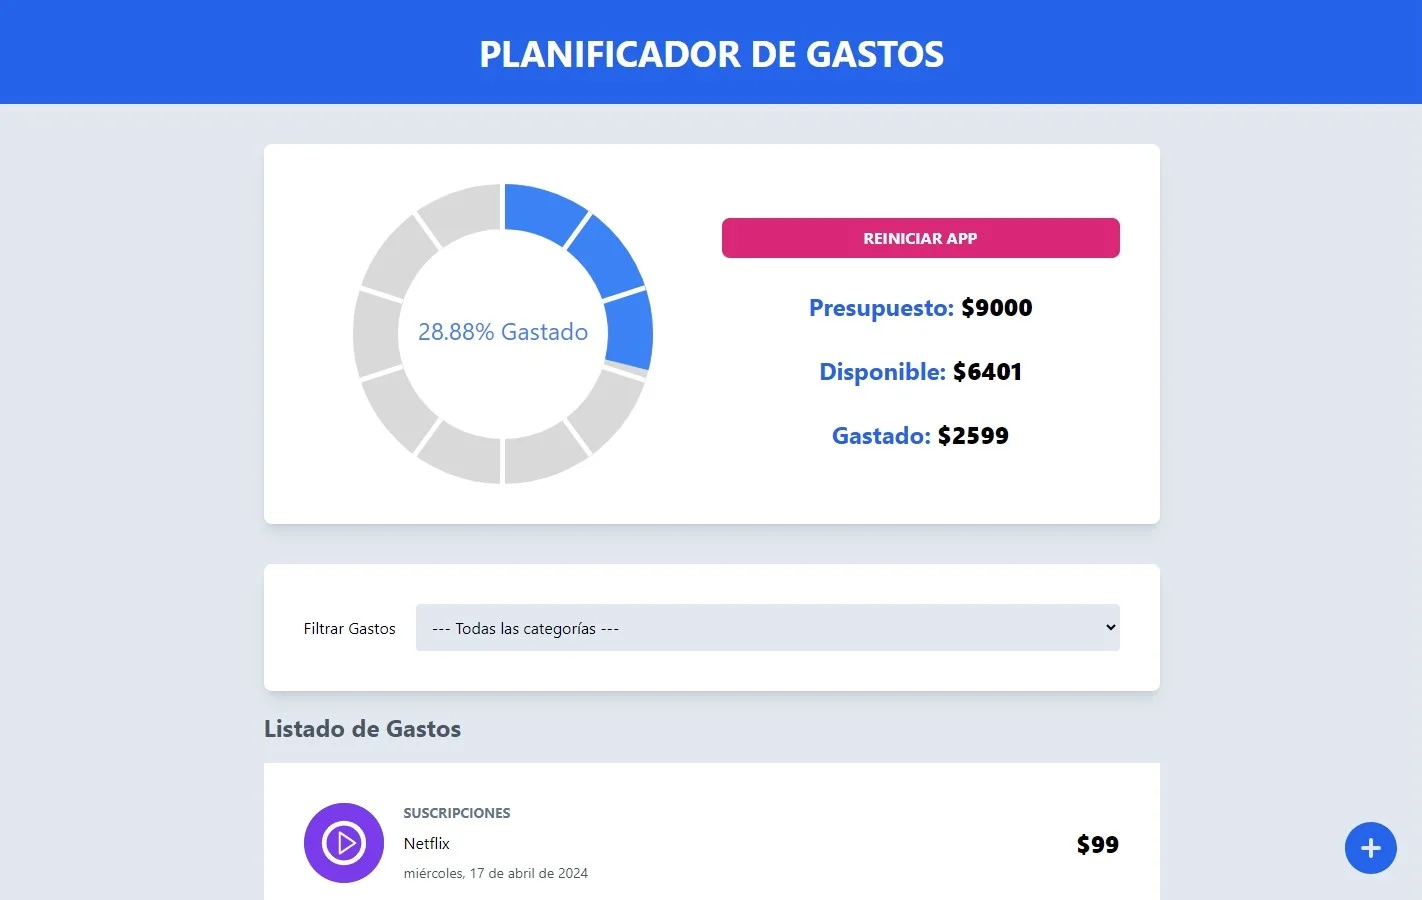 PLANIFICADOR DE GASTOS
28.88% Gastado
REINICIAR APP
Presupuesto: $9000
Disponible: $6401
Gastado: $2599
Filtrar Gastos
--- Todas las categorías ---
Listado de Gastos
SUSCRIPCIONES
Netflix
$99
miércoles, 17 de abril de 2024